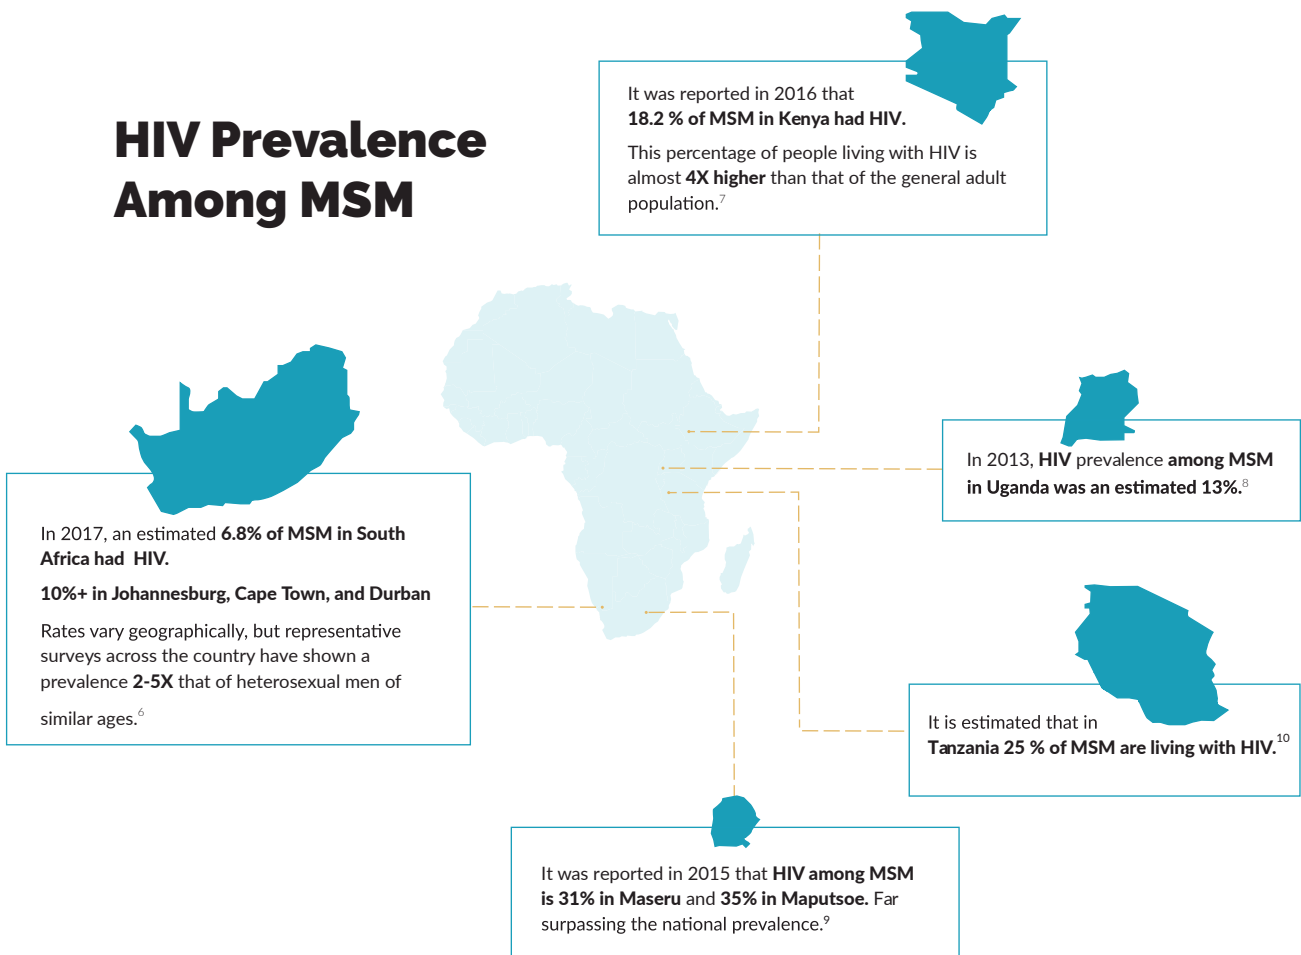 HIV Prevalence
Among MSM
It was reported in 2016 that
18.2 % of MSM in Kenya had HIV.
This percentage of people living with HIV is
almost 4X higher than that of the general adult
population.7
In 2013, HIV prevalence among MSM
in Uganda was an estimated 13%.8
In 2017, an estimated 6.8% of MSM in South
Africa had HIV.
10%+ in Johannesburg, Cape Town, and Durban
Rates vary geographically, but representative
surveys across the country have shown a
prevalence 2-5X that of heterosexual men of
similar ages.6
It is estimated that in
Tanzania 25 % of MSM are living with HIV.10
It was reported in 2015 that HIV among MSM
is 31% in Maseru and 35% in Maputsoe. Far
surpassing the national prevalence.9